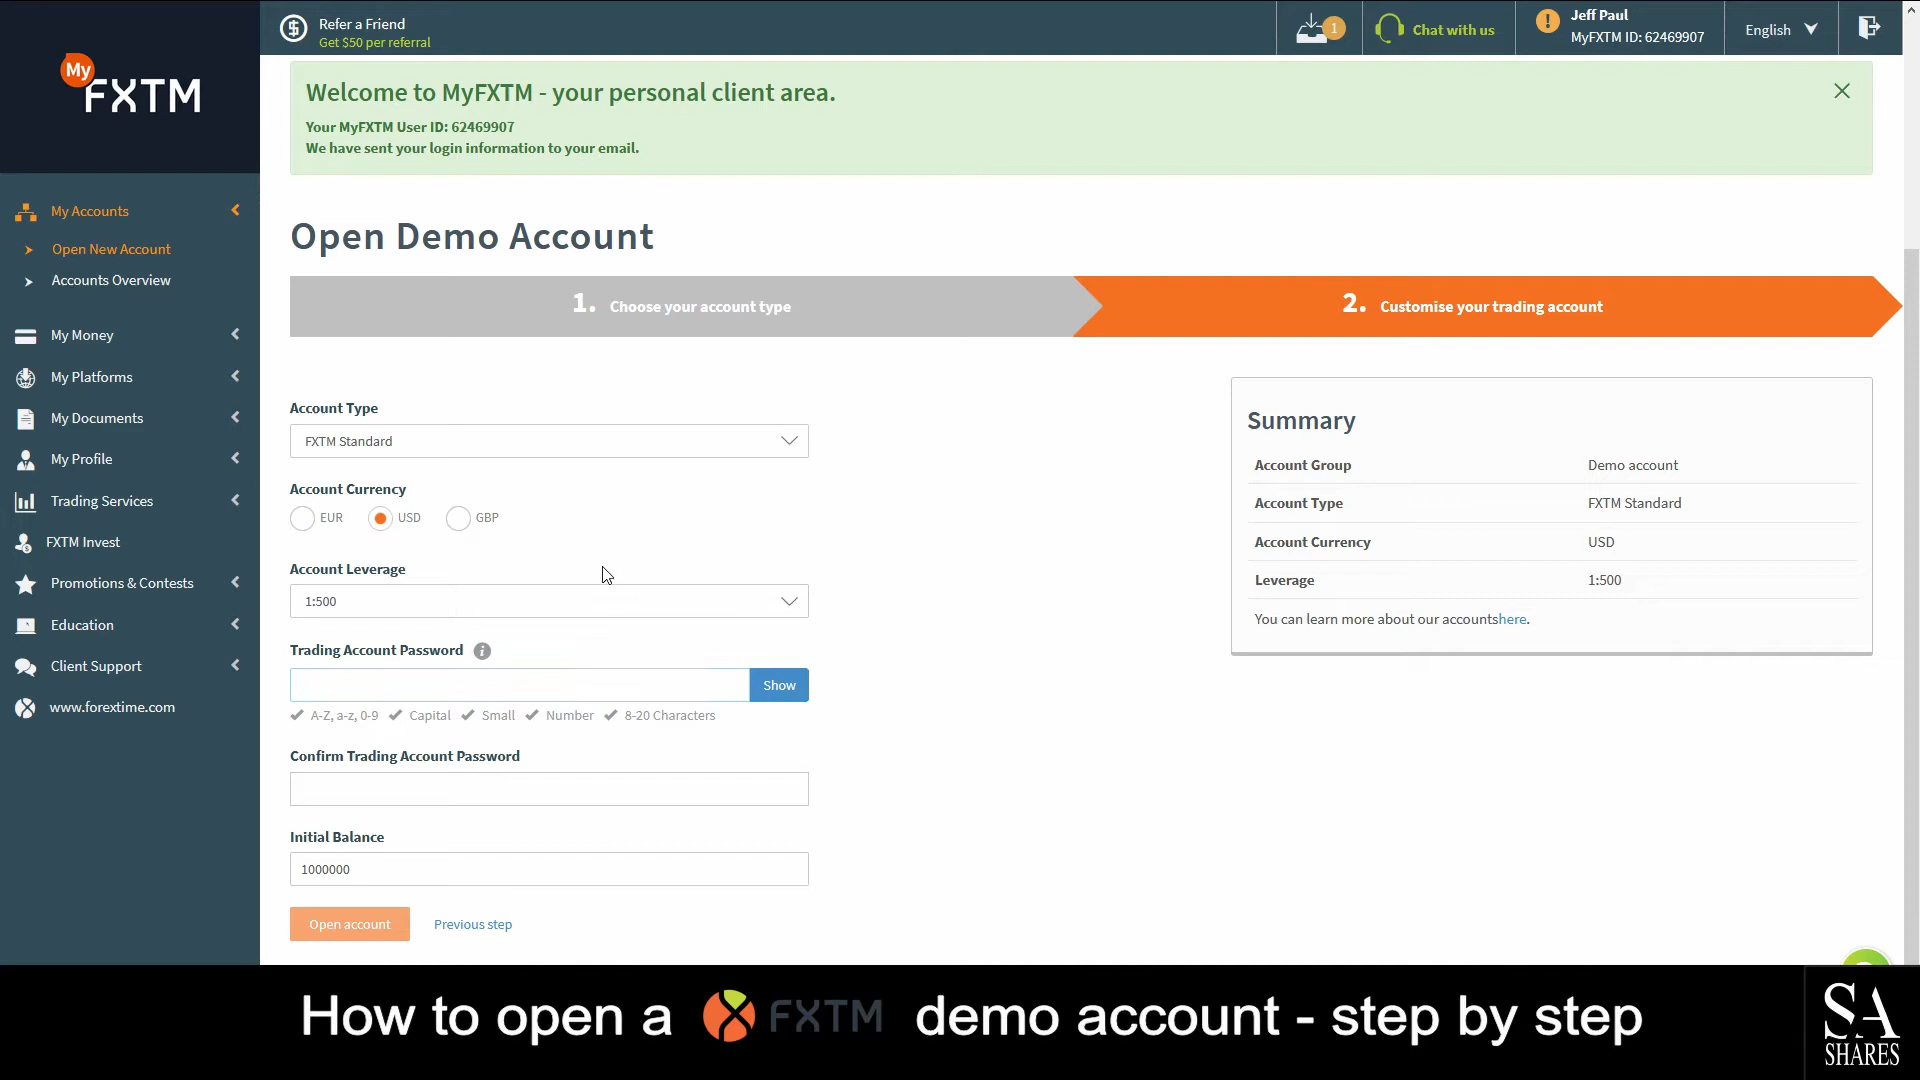 My
FXTM
Refer a Friend
Get $50 per referral
1
Chat with us
Jeff Paul
MyFXTM ID: 62469907
English
Welcome to MyFXTM - your personal client area.
Your MyFXTM User ID: 62469907
We have sent your login information to your email.
My Accounts
Open New Account
Accounts Overview
My Money
My Platforms
My Documents
My Profile
Trading Services
FXTM Invest
Promotions & Contests
Education
Client Support
www.forextime.com
Open Demo Account
1. Choose your account type
2. Customise your trading account
Account Type
FXTM Standard
Account Currency
EUR USD GBP
Account Leverage
1:500
Trading Account Password
Show
A-Z, a-z, 0-9 Capital Small Number 8-20 Characters
Confirm Trading Account Password
Initial Balance
1000000
Open account Previous step
Summary
Account Group Demo account
Account Type FXTM Standard
Account Currency USD
Leverage 1:500
You can learn more about our accountshere.
How to open a FXTM demo account - step by step
SA
SHARES